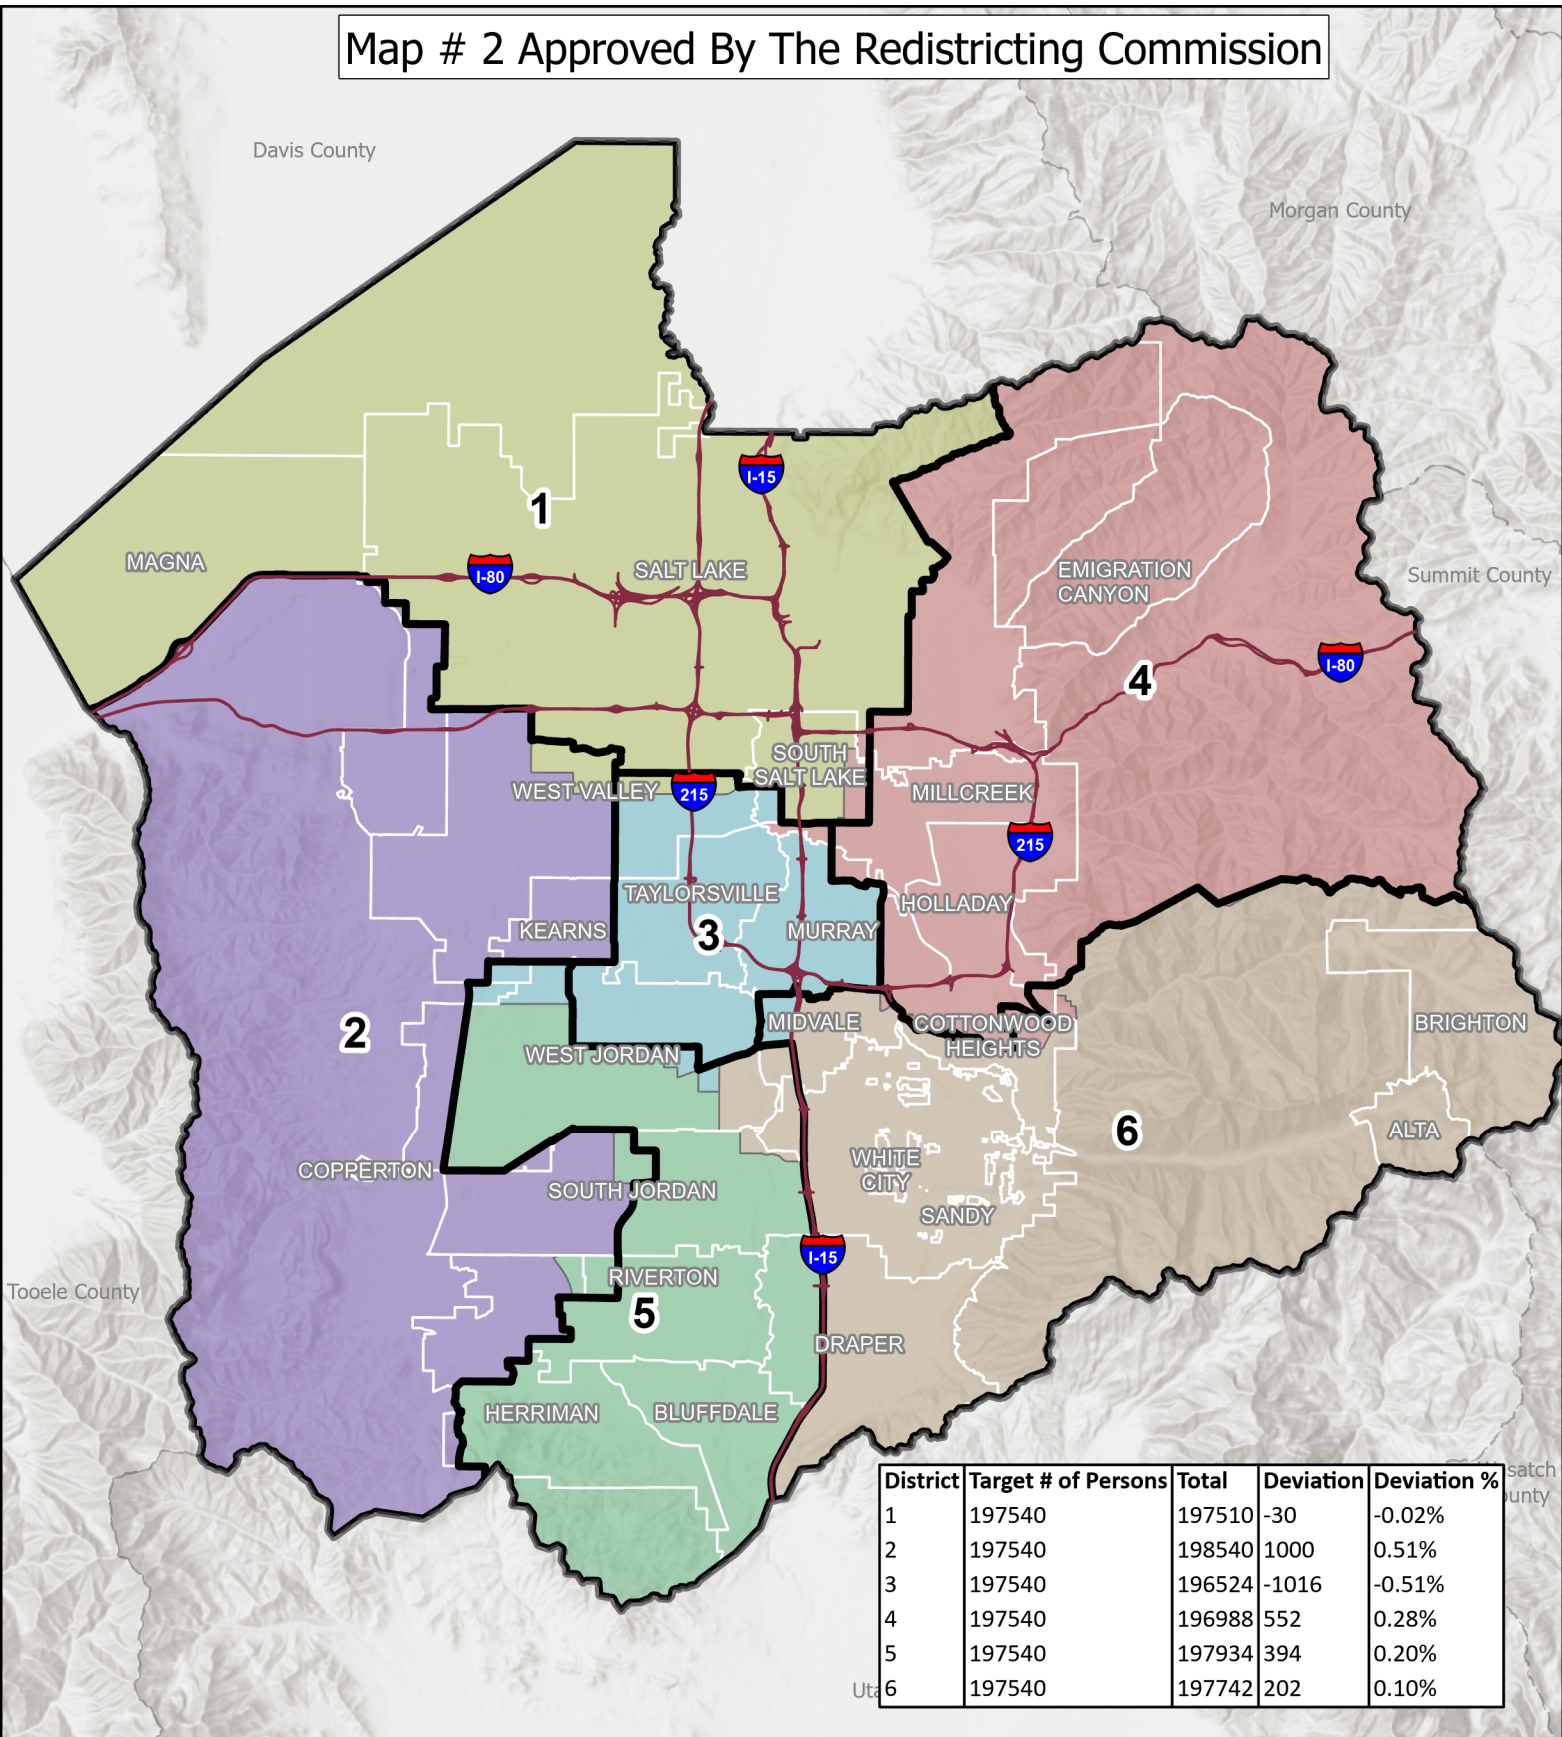 Map # 2 Approved By The Redistricting Commission
Davis County
Morgan County
I-15
1
MAGNA
I-80
SALT LAKE
EMIGRATION
CANYON
Summit County
I-80
4
SOUTH
SALT LAKE
WEST VALLEY
215
MILLCREEK
215
TAYLORSVILLE
HOLLADAY
KEARNS
3
MURRAY
2
MIDVALE
COTTONWOOD
HEIGHTS
BRIGHTON
WEST JORDAN
6
ALTA
COPPERTON
WHITE
CITY
SOUTH JORDAN
SANDY
I-15
Tooele County
RIVERTON
5
DRAPER
HERRIMAN
BLUFFDALE
District Target # of Persons Total Deviation Deviation %
1 197540 197510 -30 -0.02%
2 197540 198540 1000 0.51%
3 197540 196524 -1016 -0.51%
4 197540 196988 552 0.28%
5 197540 197934 394 0.20%
6 197540 197742 202 0.10%